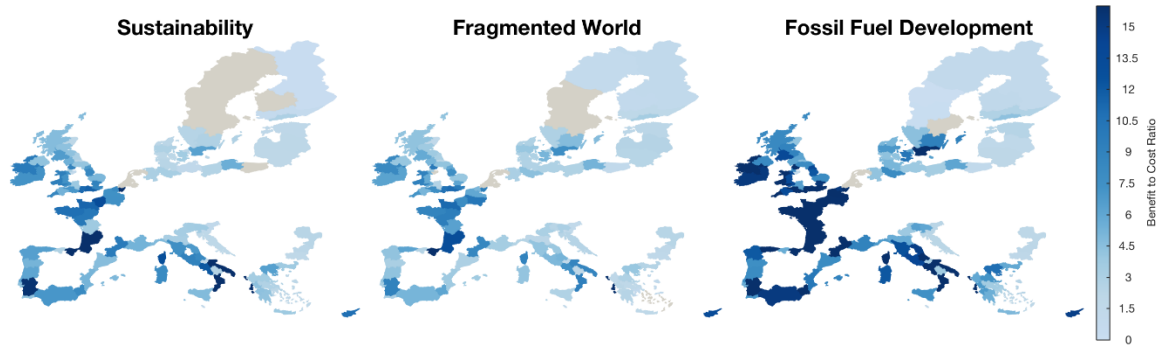 Sustainability
Fragmented World
Fossil Fuel Development
15
13.5
12
10.5
9
7.5
6
4.5
3
1.5
0
Benefit to Cost Ratio